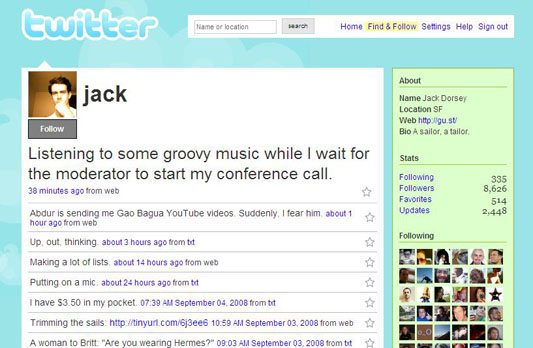 twitter
Name or location
search
Home Find & Follow Settings Help Sign out
jack
Follow
Listening to some groovy music while I wait for
the moderator to start my conference call.
38 minutes ago from web
Abdur is sending me Gao Bagua YouTube videos. Suddenly, I fear him. about 1
hour ago from web
Up, out, thinking. about 3 hours ago from txt
Making a lot of lists. about 14 hours ago from web
Putting on a mic. about 24 hours ago from txt
I have $3.50 in my pocket. 07:39 AM September 04, 2008 from txt
Trimming the sails: http://tinyurl.com/6j3ee6 10:59 AM September 03, 2008 from web
A woman to Britt: "Are you wearing Hermes?" 09:03 AM September 03, 2008 from txt
About
Name Jack Dorsey
Location SF
Web http://gu.st/
Bio A sailor, a tailor.
Stats
Following 335
Followers 8,626
Favorites 514
Updates 2,448
Following